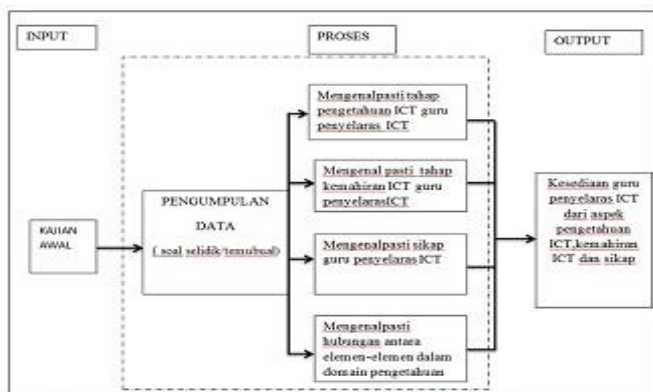 INPUT
PROSES
OUTPUT
KAJIAN
AWAL
PENGUMPULAN
DATA
( soal selidik/temubual)
Mengenalpasti tahap
pengetahuan ICT guru
penyelaras ICT
Mengenal pasti tahap
kemahiran ICT guru
penyelarasICT
Mengenalpasti sikap
guru penyelaras ICT
Mengenalpasti
hubungan antara
elemen-elemen dalam
domain pengetahuan
Kesediaan guru
penyelaras ICT
dari aspek
pengetahuan
ICT,kemahiran
ICT dan sikap